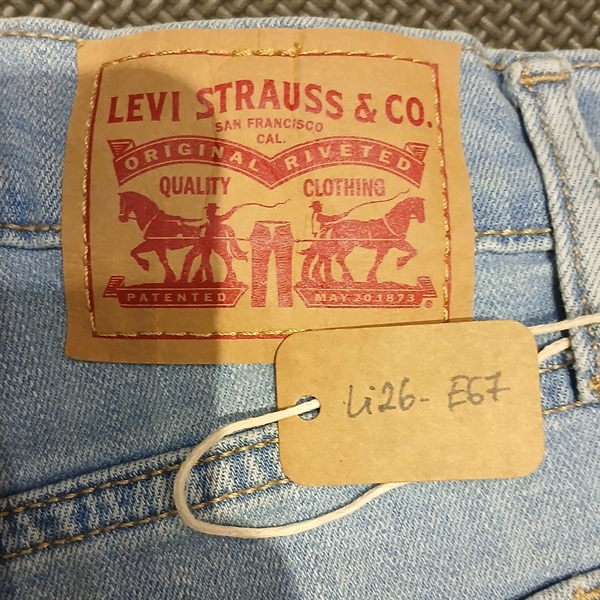 LEVI STRAUSS & CO.
SAN FRANCISCO
CAL.
ORIGINAL RIVETED
QUALITY CLOTHING
PATENTED MAY 20 1873 ®
Li26- E67